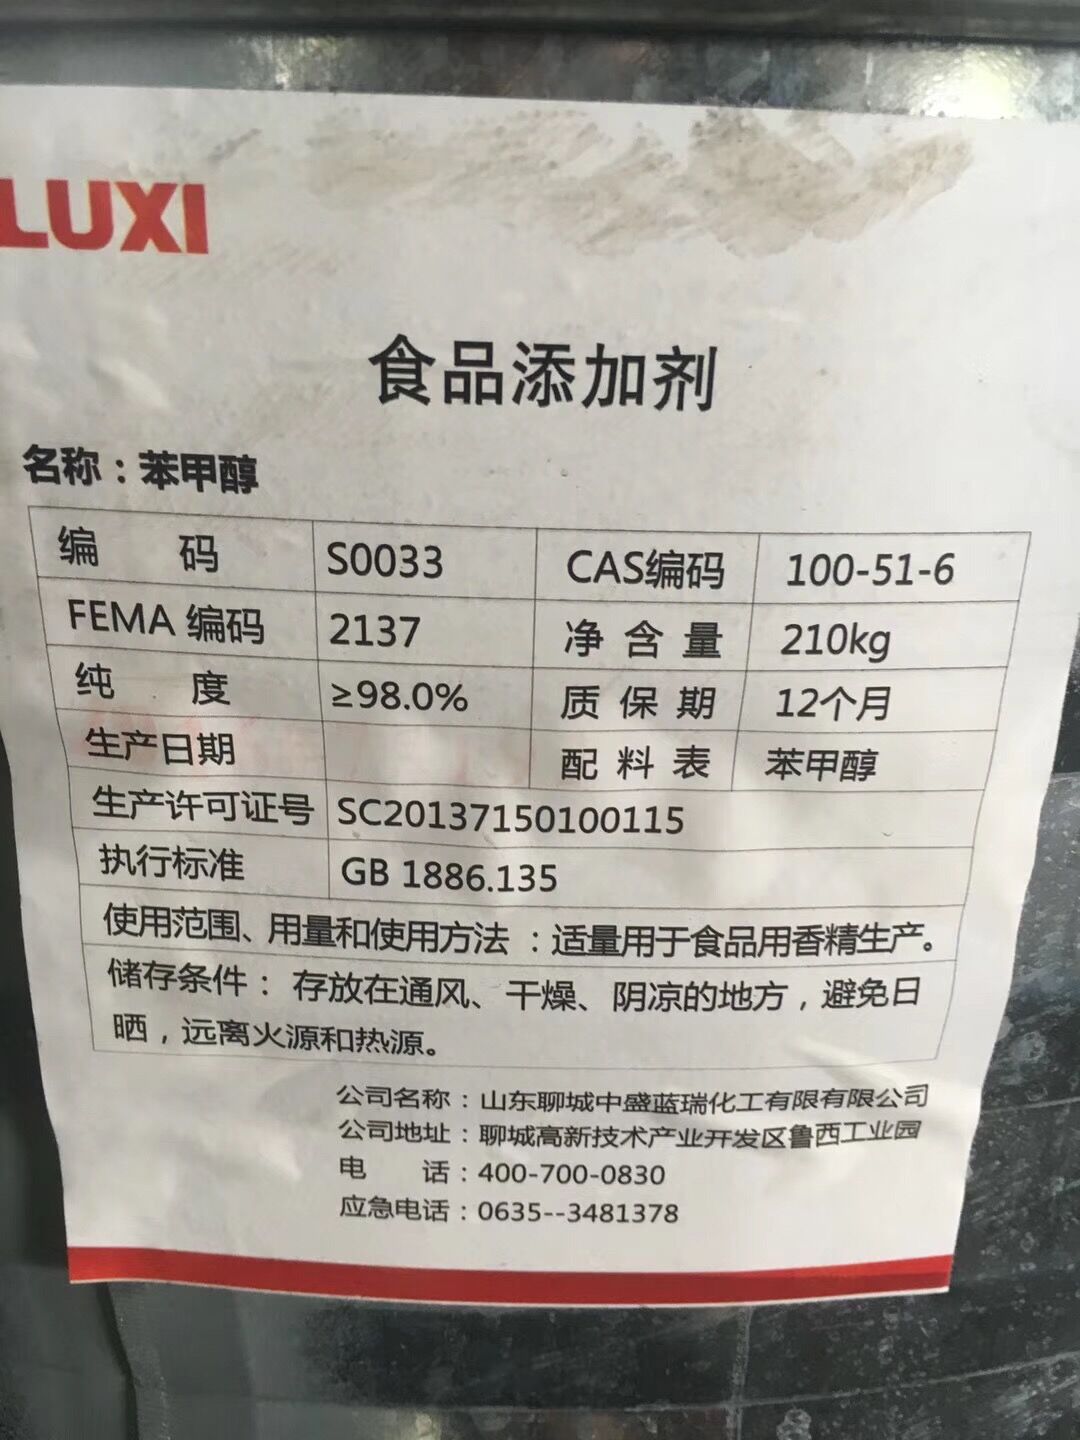 LUXI
食品添加剂
名称：苯甲醇
编 码 S0033 CAS编码 100-51-6
FEMA 编码 2137 净含量 210kg
纯 度 ≥98.0% 质保期 12个月
生产日期 配料表 苯甲醇
生产许可证号 SC20137150100115
执行标准 GB 1886.135
使用范围、用量和使用方法 ：适量用于食品用香精生产。
储存条件： 存放在通风、干燥、阴凉的地方，避免日
晒，远离火源和热源。
公司名称：山东聊城中盛蓝瑞化工有限有限公司
公司地址：聊城高新技术产业开发区鲁西工业园
电 话：400-700-0830
应急电话：0635--3481378